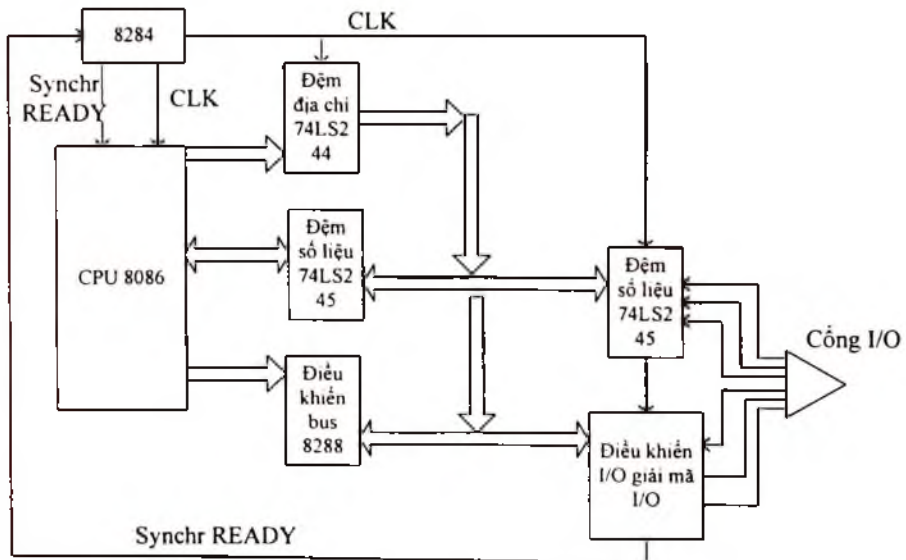 8284
CLK
Synchr
READY
CLK
Đệm
địa chỉ
74LS2
44
CPU 8086
Đệm
số liệu
74LS2
45
Đệm
số liệu
74LS2
45
Cổng I/O
Điều
khiển
bus
8288
Điều khiển
I/O giải mã
I/O
Synchr READY